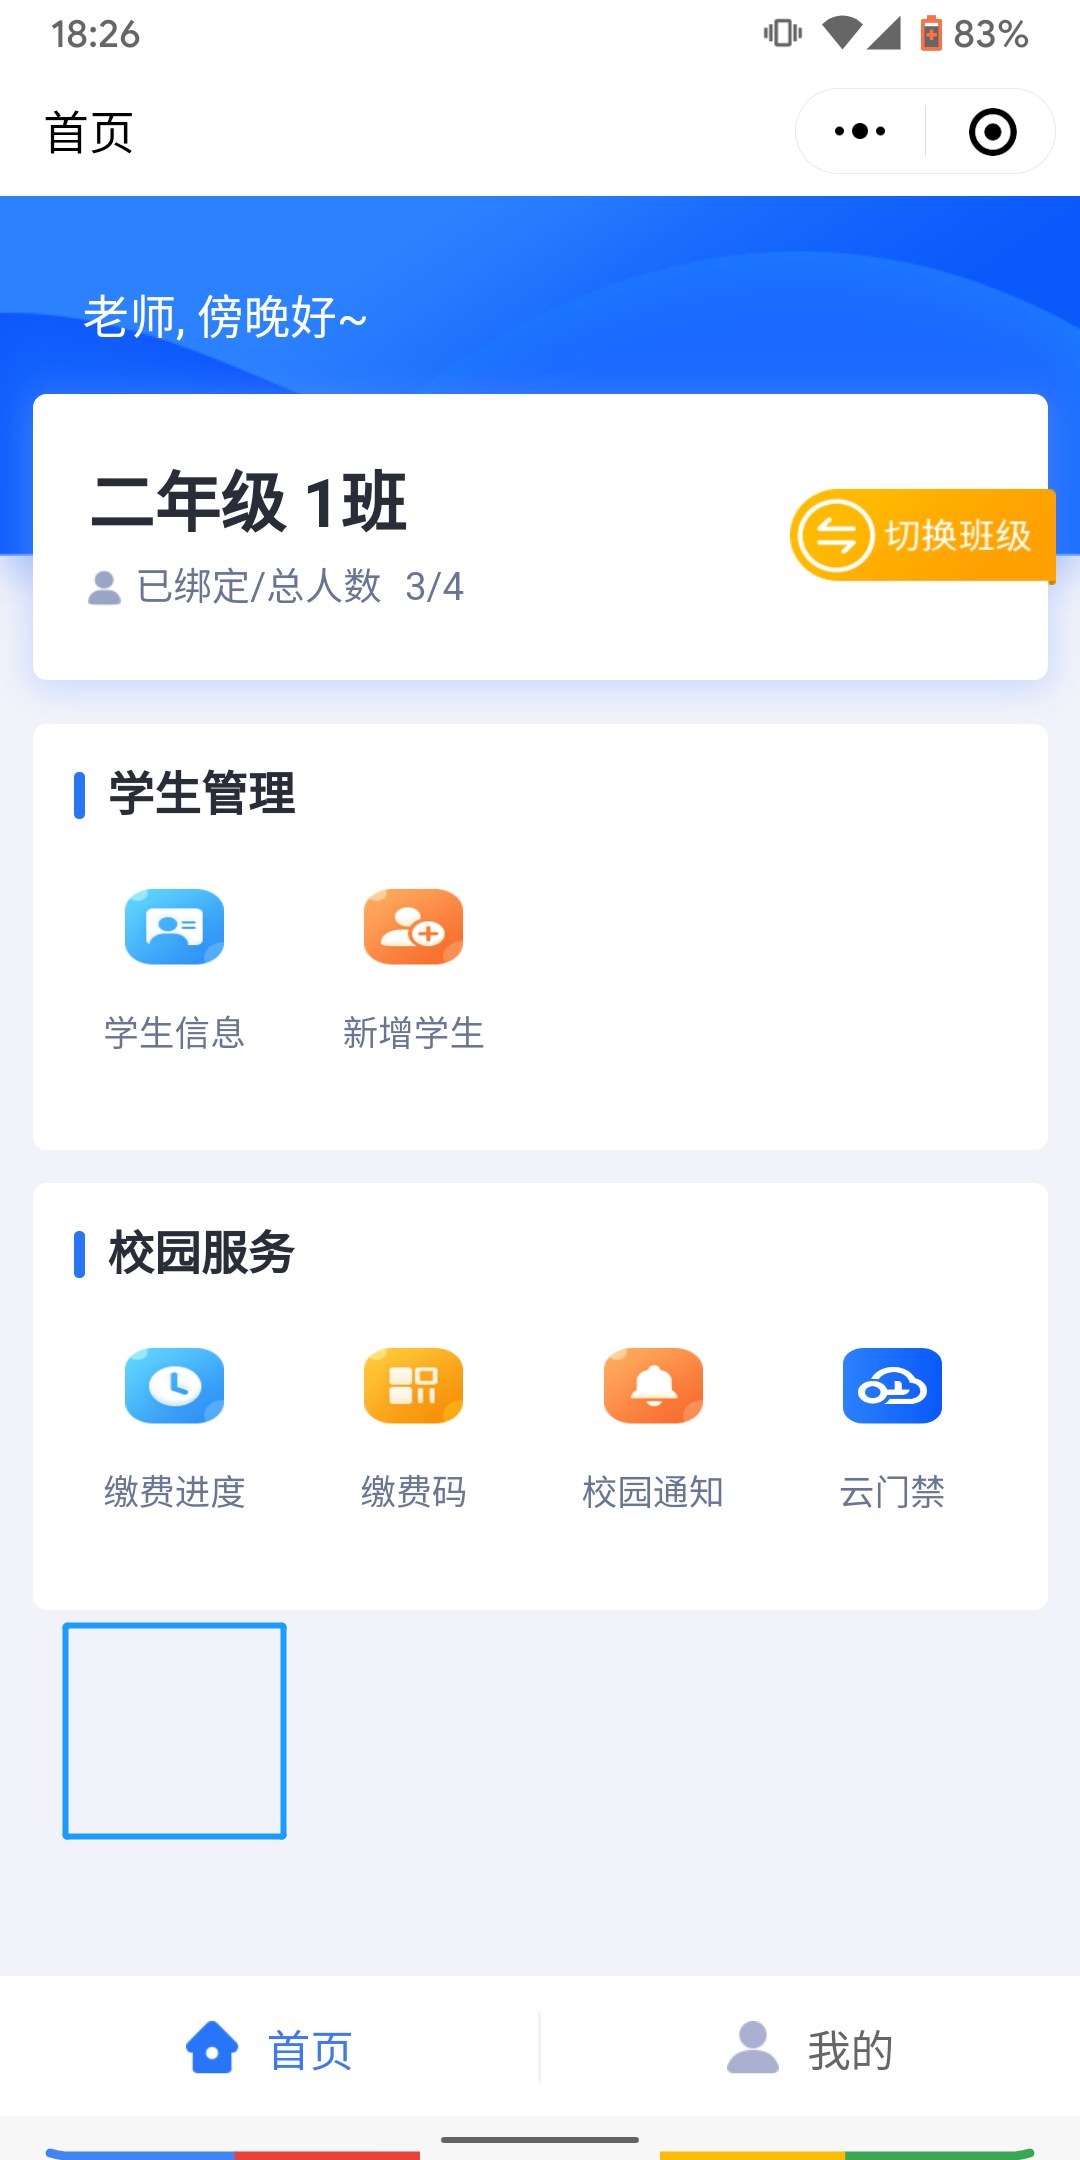 18:26
83%
首页
老师, 傍晚好~
二年级 1班
切换班级
已绑定/总人数 3/4
学生管理
学生信息 新增学生
校园服务
缴费进度 缴费码 校园通知 云门禁
首页 我的